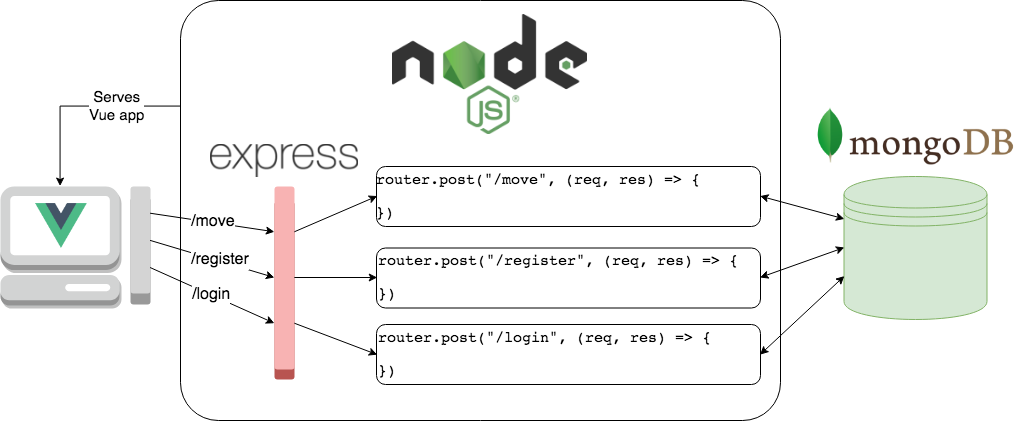 node
JS
®
Serves
Vue app
express
mongoDB
/move
/register
/login
router.post("/move", (req, res) => {
})
router.post("/register", (req, res) => {
})
router.post("/login", (req, res) => {
})